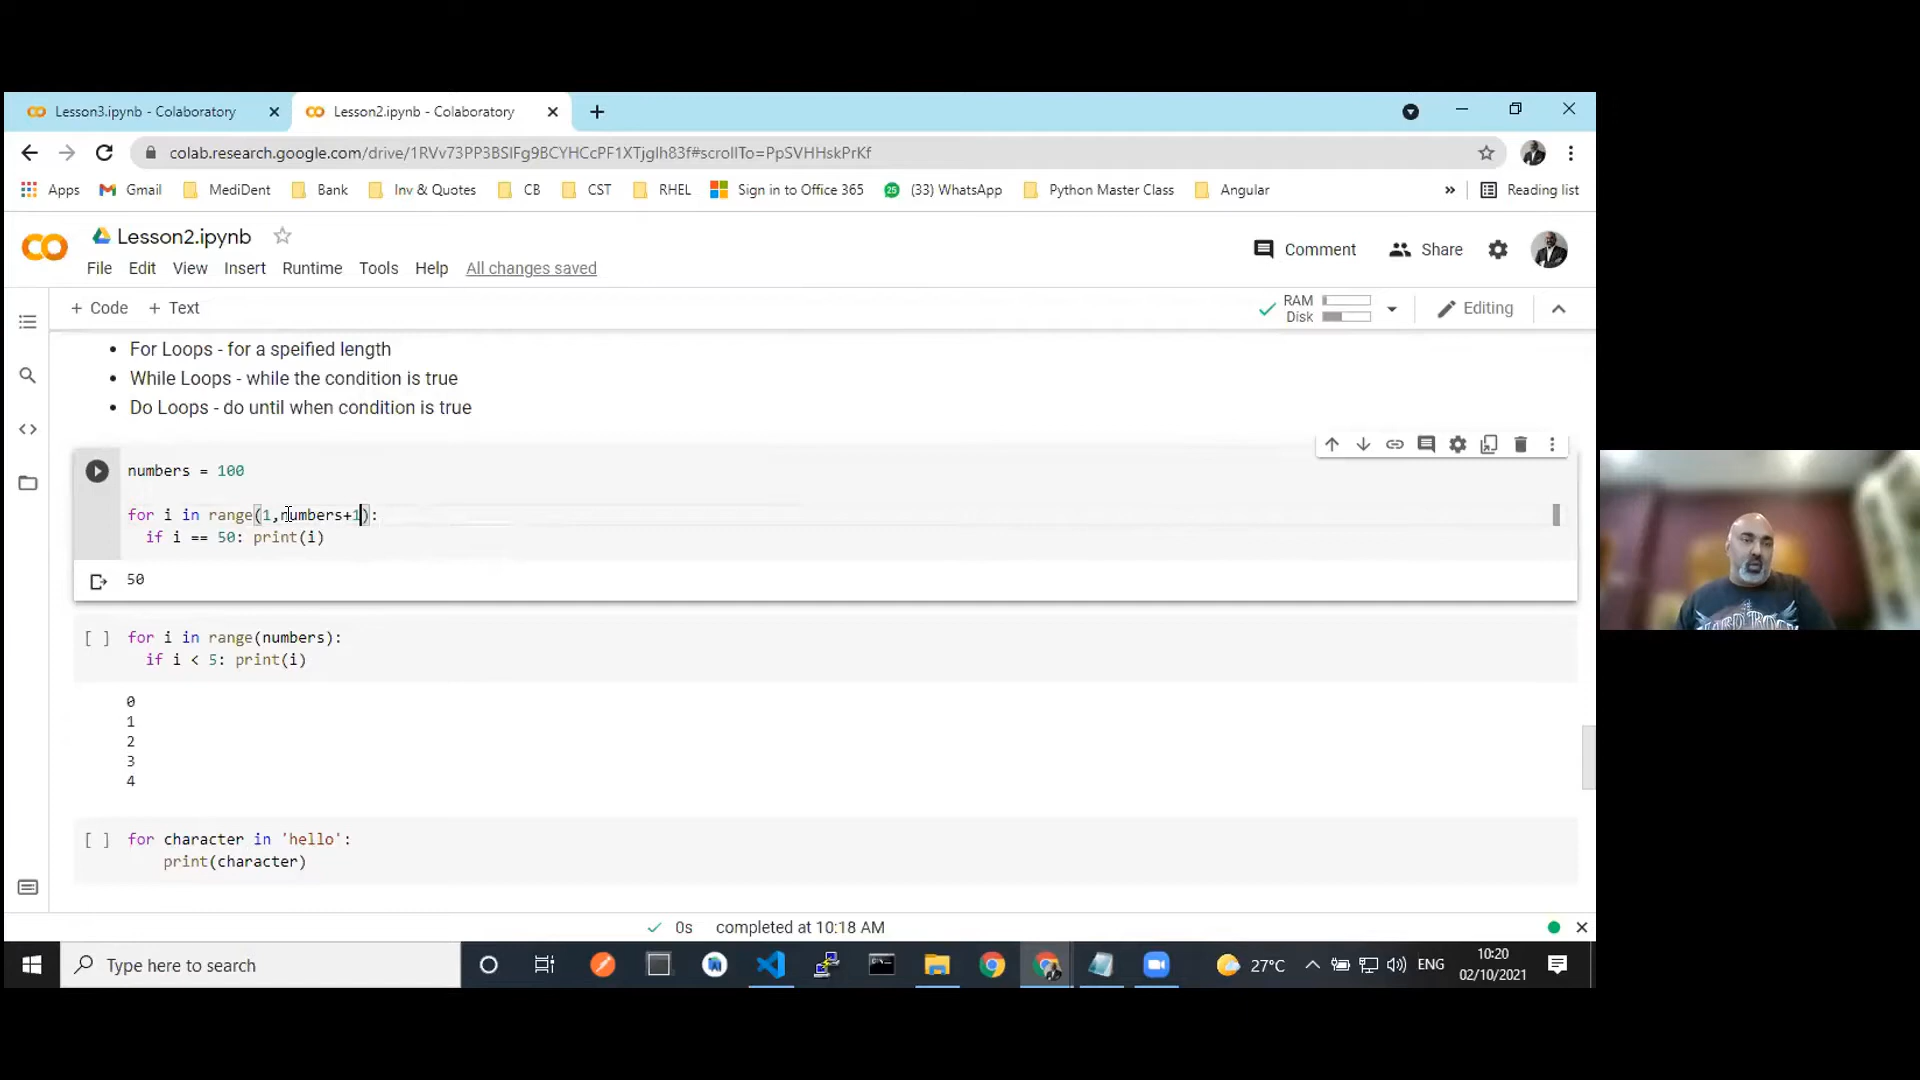 Lesson3.ipynb - Colaboratory
Lesson2.ipynb - Colaboratory
colab.research.google.com/drive/1RVv73PP3BSlFg9BCYHCcPF1XTjglh83f#scrollTo=PpSVHHskPrKf
Apps Gmail MediDent Bank Inv & Quotes CB CST RHEL Sign in to Office 365 25 (33) WhatsApp Python Master Class Angular » Reading list
Lesson2.ipynb
Comment Share
File Edit View Insert Runtime Tools Help All changes saved
+ Code + Text
RAM
Disk
Editing
• For Loops - for a speified length
• While Loops - while the condition is true
• Do Loops - do until when condition is true
numbers = 100
for i in range(1,numbers+1):
if i == 50: print(i)
50
[ ] for i in range(numbers):
if i < 5: print(i)
0
1
2
3
4
[ ] for character in 'hello':
print(character)
0s completed at 10:18 AM
Type here to search
27°C
ENG
10:20
02/10/2021